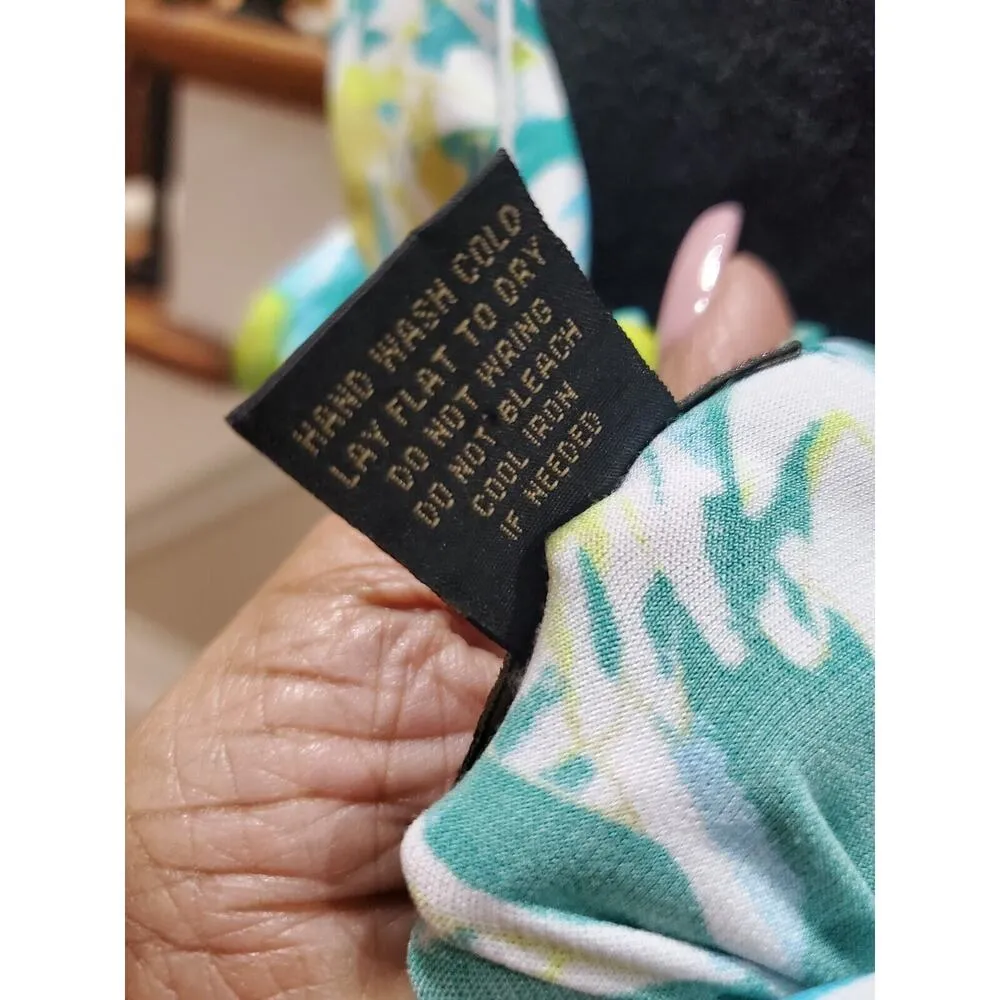 HAND WASH COLD
LAY FLAT TO DRY
DO NOT WRING
DO NOT BLEACH
COOL IRON
IF NEEDED